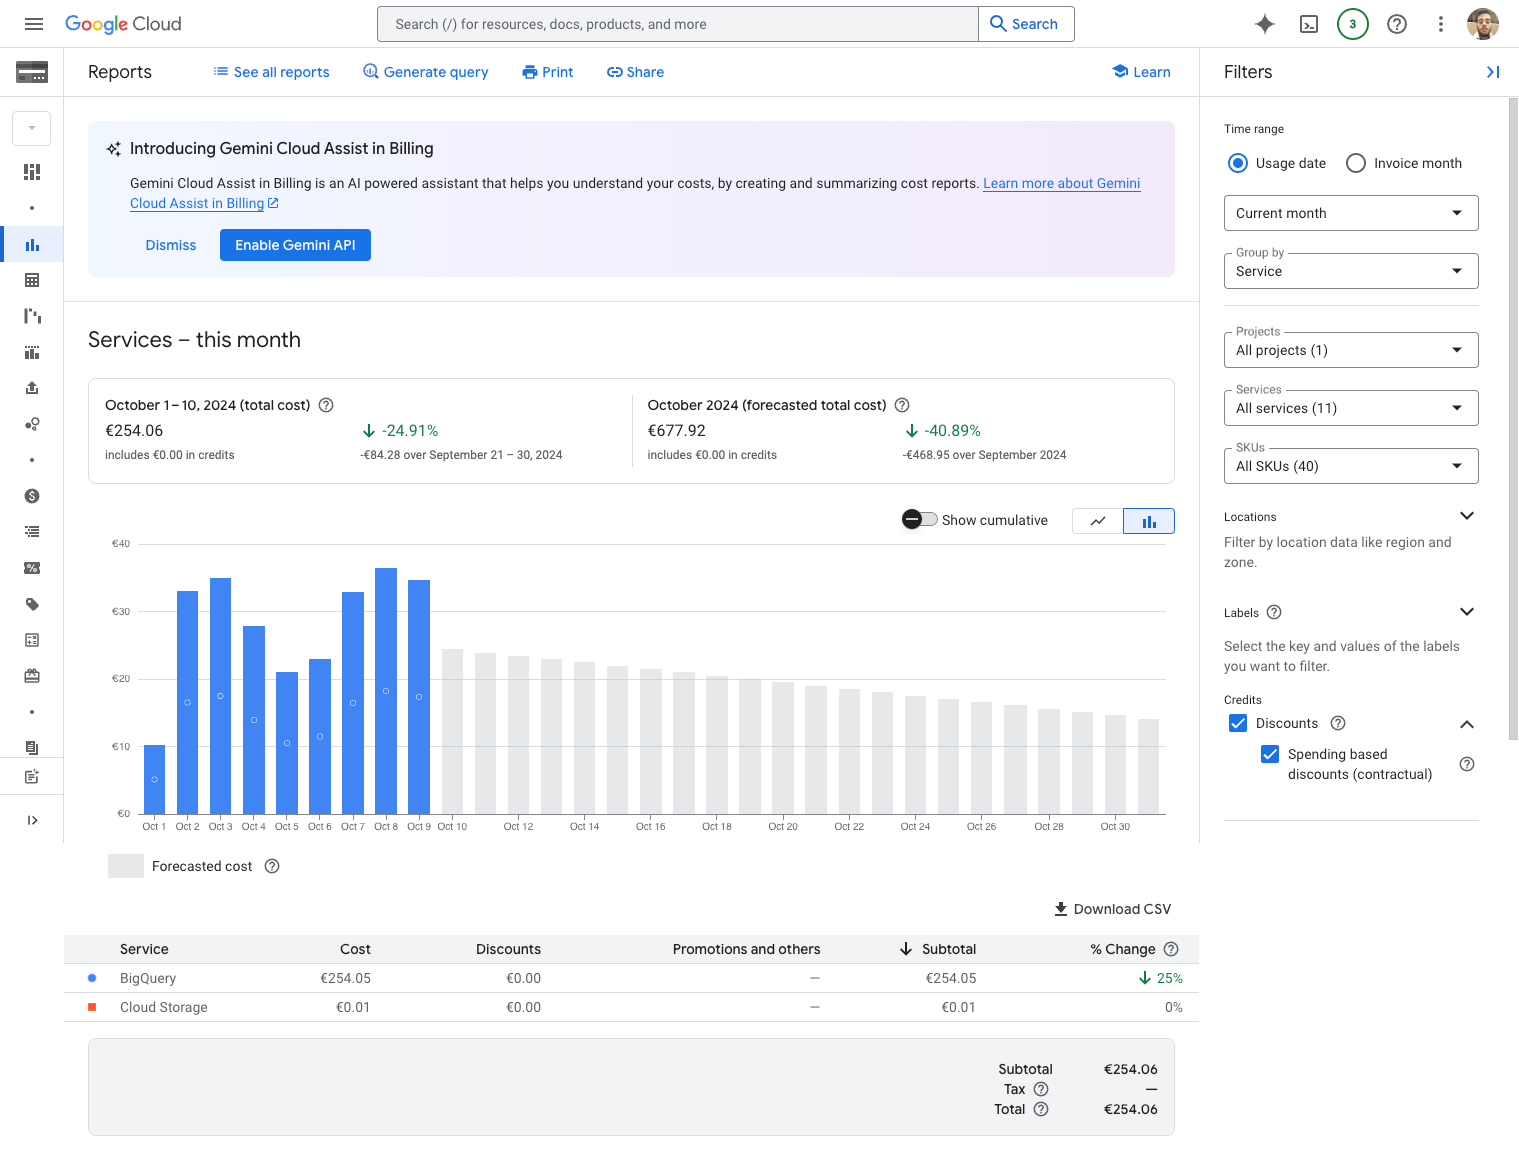 Google Cloud
Search (/) for resources, docs, products, and more
Search
3
Reports
See all reports
Generate query
Print
Share
Learn
Introducing Gemini Cloud Assist in Billing
Gemini Cloud Assist in Billing is an AI powered assistant that helps you understand your costs, by creating and summarizing cost reports. Learn more about Gemini
Cloud Assist in Billing
Dismiss
Enable Gemini API
Services – this month
October 1 – 10, 2024 (total cost)
€254.06
-24.91%
includes €0.00 in credits
-€84.28 over September 21 – 30, 2024
October 2024 (forecasted total cost)
€677.92
-40.89%
includes €0.00 in credits
-€468.95 over September 2024
Show cumulative
€40
€30
€20
€10
€0
Oct 1
Oct 2
Oct 3
Oct 4
Oct 5
Oct 6
Oct 7
Oct 8
Oct 9
Oct 10
Oct 12
Oct 14
Oct 16
Oct 18
Oct 20
Oct 22
Oct 24
Oct 26
Oct 28
Oct 30
Forecasted cost
Download CSV
Service Cost Discounts Promotions and others Subtotal % Change
BigQuery €254.05 €0.00 — €254.05 25%
Cloud Storage €0.01 €0.00 — €0.01 0%
Subtotal €254.06
Tax —
Total €254.06
Filters
Time range
Usage date
Invoice month
Current month
Group by
Service
Projects
All projects (1)
Services
All services (11)
SKUs
All SKUs (40)
Locations
Filter by location data like region and
zone.
Labels
Select the key and values of the labels
you want to filter.
Credits
Discounts
Spending based
discounts (contractual)